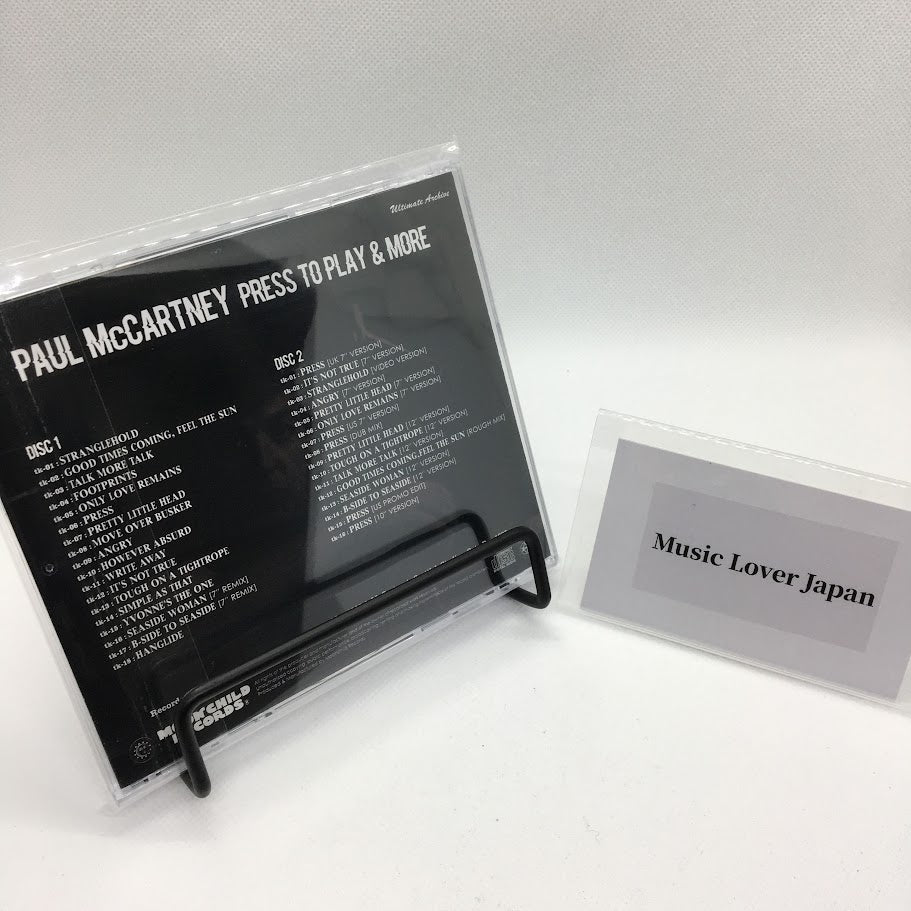 Ultimate Archive
PAUL McCARTNEY PRESS TO PLAY & MORE
DISC 1
tk-01 : STRANGLEHOLD
tk-02 : GOOD TIMES COMING, FEEL THE SUN
tk-03 : TALK MORE TALK
tk-04 : FOOTPRINTS
tk-05 : ONLY LOVE REMAINS
tk-06 : PRESS
tk-07 : PRETTY LITTLE HEAD
tk-08 : MOVE OVER BUSKER
tk-09 : ANGRY
tk-10 : HOWEVER ABSURD
tk-11 : WRITE AWAY
tk-12 : IT'S NOT TRUE
tk-13 : TOUGH ON A TIGHTROPE
tk-14 : SIMPLE AS THAT
tk-15 : YVONNE'S THE ONE
tk-16 : SEASIDE WOMAN [7" REMIX]
tk-17 : B-SIDE TO SEASIDE [7" REMIX]
tk-18 : HANGLIDE
DISC 2
tk-01 : PRESS [UK 7" VERSION]
tk-02 : IT'S NOT TRUE [7" VERSION]
tk-03 : STRANGLEHOLD [VIDEO VERSION]
tk-04 : ANGRY [7" VERSION]
tk-05 : PRETTY LITTLE HEAD [7" VERSION]
tk-06 : ONLY LOVE REMAINS [7" VERSION]
tk-07 : PRESS [US 7" VERSION]
tk-08 : PRESS [DUB MIX]
tk-09 : PRETTY LITTLE HEAD [12" VERSION]
tk-10 : TOUGH ON A TIGHTROPE [12" VERSION]
tk-11 : TALK MORE TALK [12" VERSION]
tk-12 : GOOD TIMES COMING,FEEL THE SUN [ROUGH MIX]
tk-13 : SEASIDE WOMAN [12" VERSION]
tk-14 : B-SIDE TO SEASIDE [12" VERSION]
tk-15 : PRESS [US PROMO EDIT]
tk-16 : PRESS [10" VERSION]
Music Lover Japan